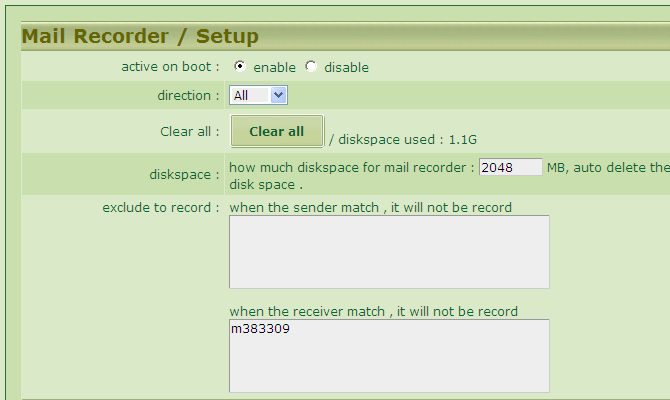 Mail Recorder / Setup
active on boot : enable disable
direction : All
Clear all : Clear all / diskspace used : 1.1G
diskspace : how much diskspace for mail recorder : 2048 MB, auto delete the
disk space .
exclude to record : when the sender match , it will not be record
when the receiver match , it will not be record
m383309